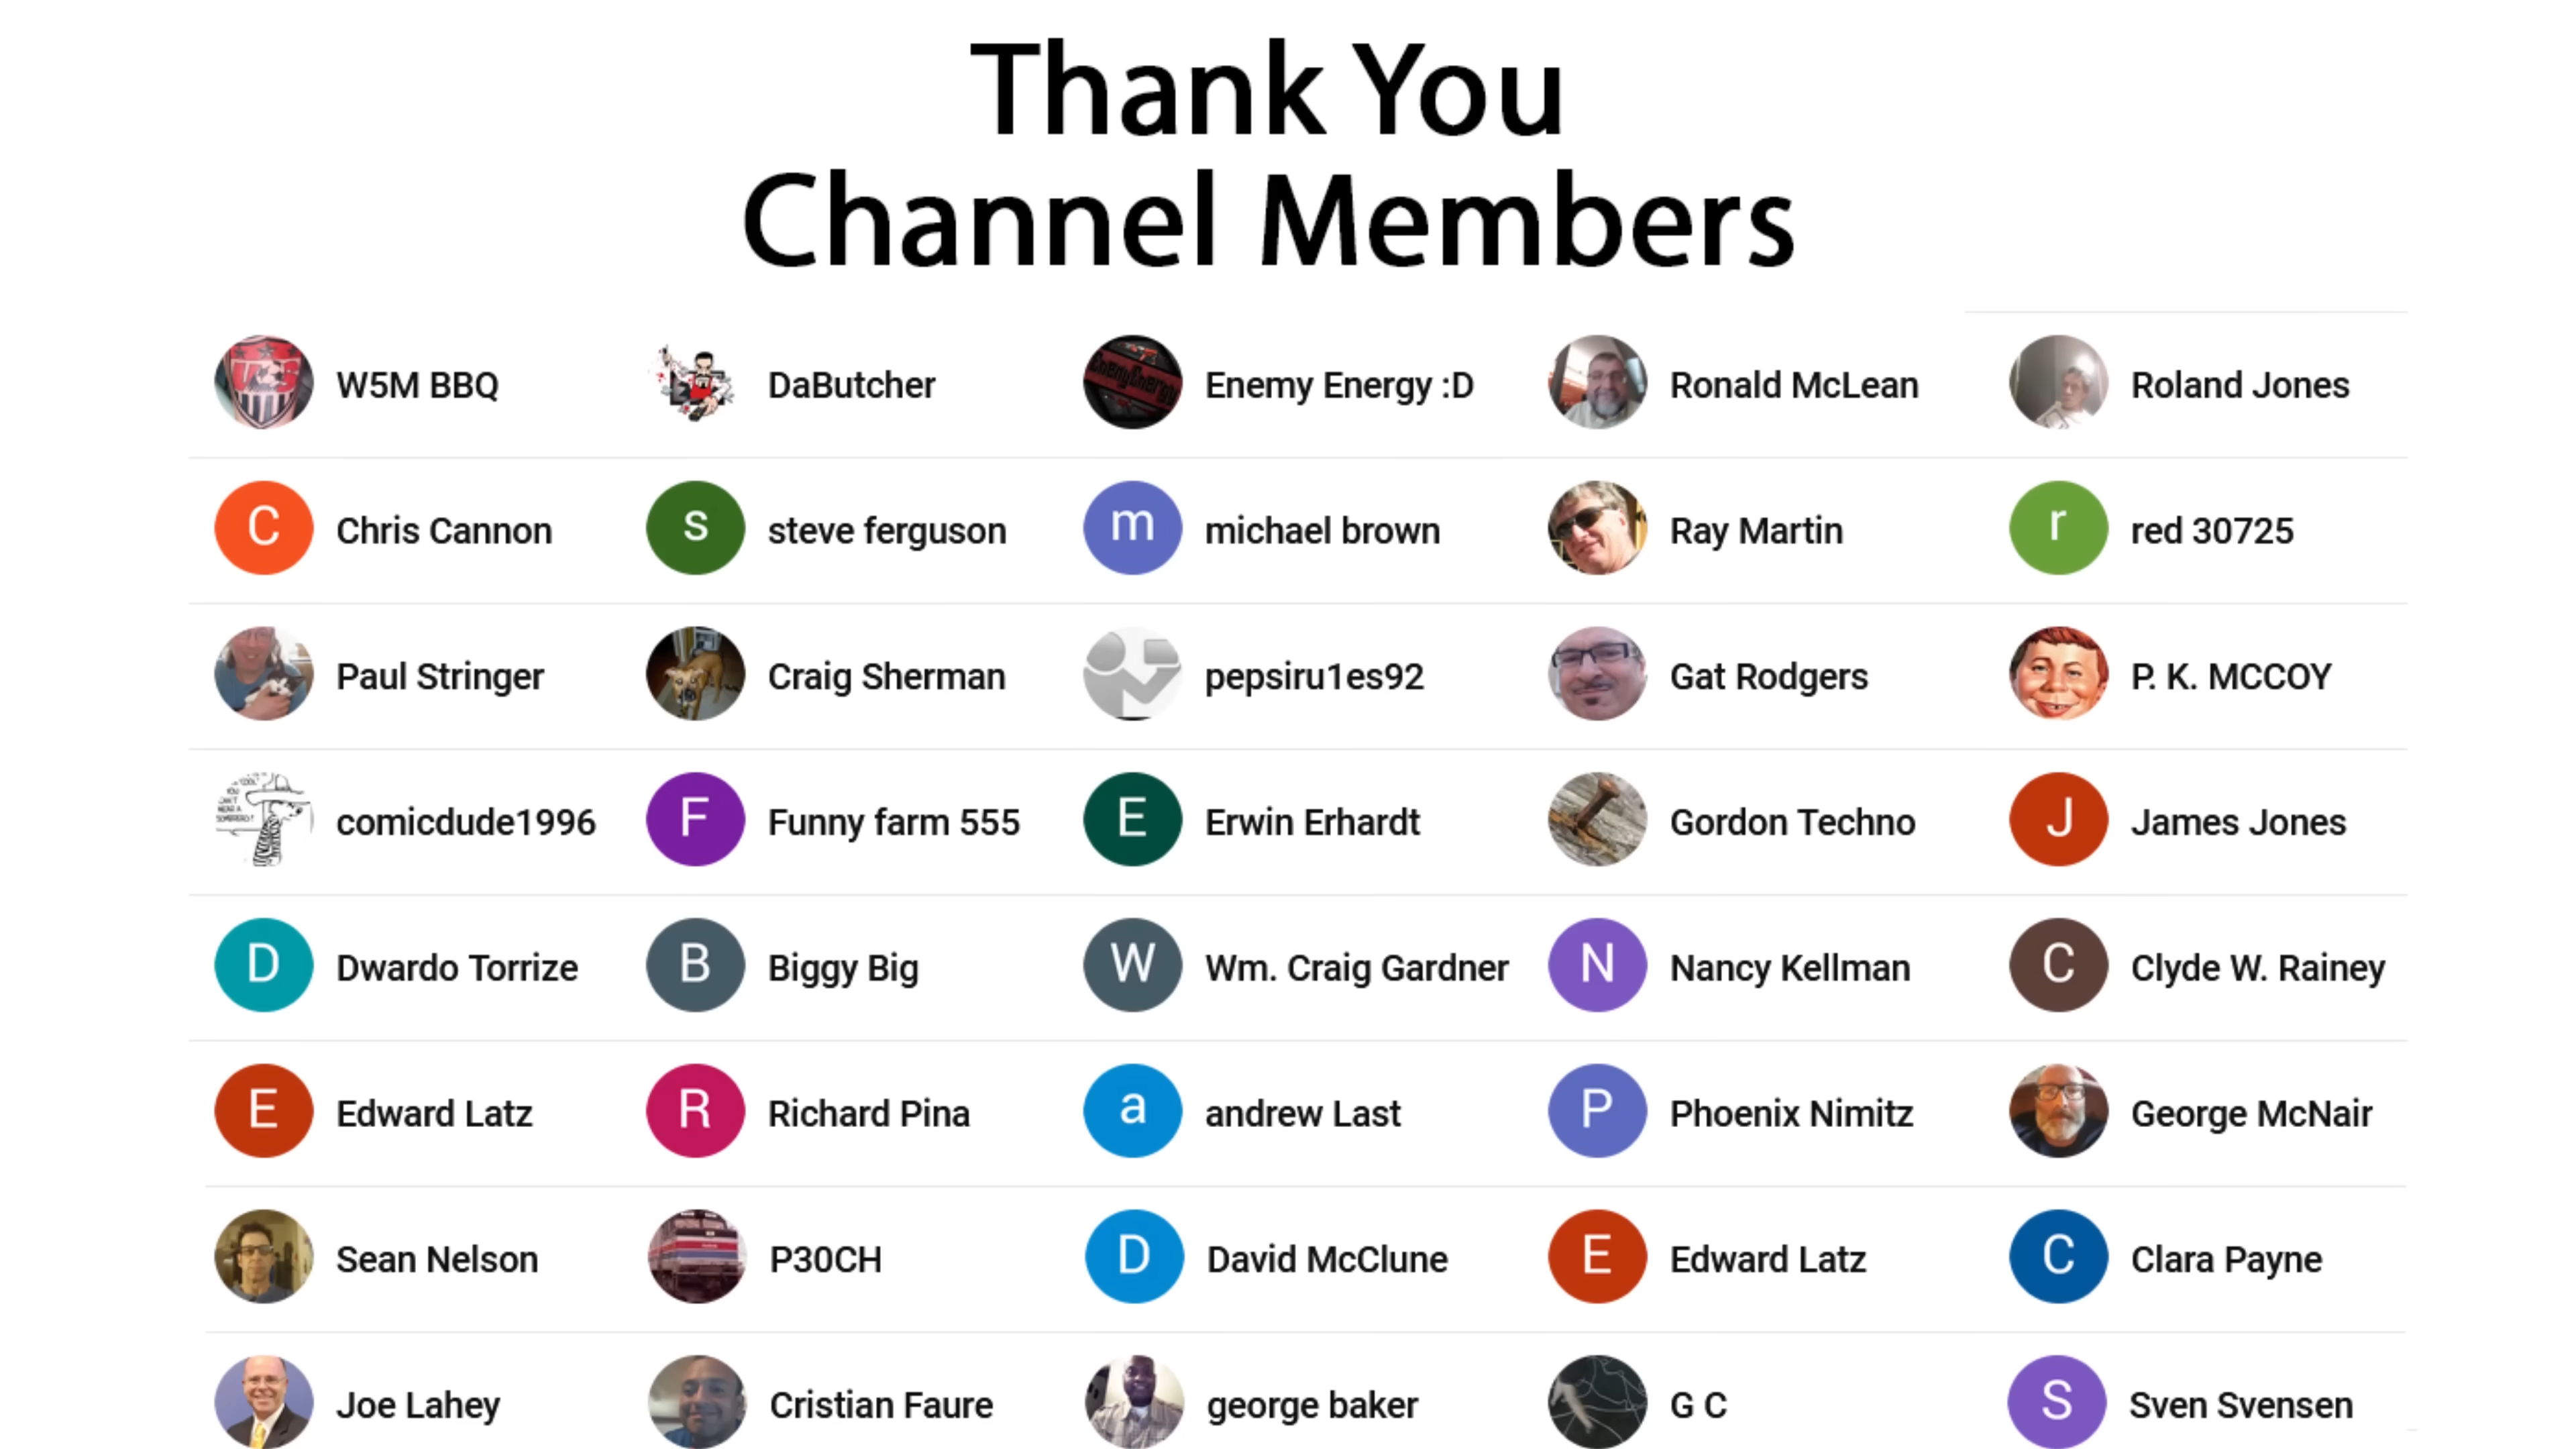 Thank You
Channel Members
W5M BBQ DaButcher Enemy Energy :D Ronald McLean Roland Jones
C Chris Cannon s steve ferguson m michael brown Ray Martin r red 30725
Paul Stringer Craig Sherman pepsiru1es92 Gat Rodgers P. K. MCCOY
comicdude1996 F Funny farm 555 E Erwin Erhardt Gordon Techno J James Jones
D Dwardo Torrize B Biggy Big W Wm. Craig Gardner N Nancy Kellman C Clyde W. Rainey
E Edward Latz R Richard Pina a andrew Last P Phoenix Nimitz George McNair
Sean Nelson P30CH D David McClune E Edward Latz C Clara Payne
Joe Lahey Cristian Faure george baker G C S Sven Svensen